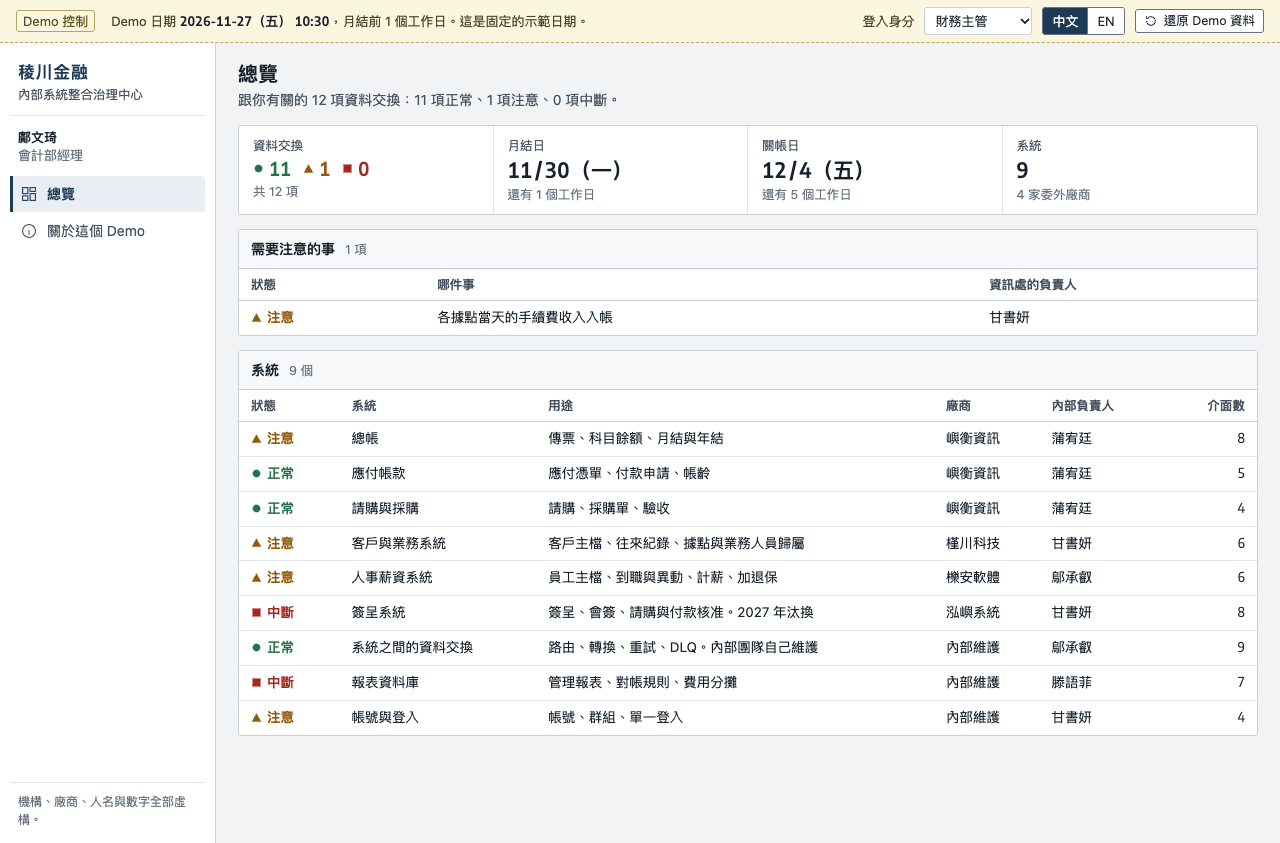 Demo 控制 Demo 日期 2026-11-27（五） 10:30，月結前 1 個工作日。這是固定的示範日期。 登入身分 財務主管 中文 EN 還原 Demo 資料
稜川金融
內部系統整合治理中心
鄭文琦
會計部經理
總覽
關於這個 Demo
機構、廠商、人名與數字全部虛
構。
總覽
跟你有關的 12 項資料交換：11 項正常、1 項注意、0 項中斷。
資料交換
11 1 0
共 12 項
月結日
11/30（一）
還有 1 個工作日
關帳日
12/4（五）
還有 5 個工作日
系統
9
4 家委外廠商
需要注意的事 1 項
狀態 哪件事 資訊處的負責人
注意 各據點當天的手續費收入入帳 甘書妍
系統 9 個
狀態 系統 用途 廠商 內部負責人 介面數
注意 總帳 傳票、科目餘額、月結與年結 嶼衡資訊 蒲宥廷 8
正常 應付帳款 應付憑單、付款申請、帳齡 嶼衡資訊 蒲宥廷 5
正常 請購與採購 請購、採購單、驗收 嶼衡資訊 蒲宥廷 4
注意 客戶與業務系統 客戶主檔、往來紀錄、據點與業務人員歸屬 槿川科技 甘書妍 6
注意 人事薪資系統 員工主檔、到職與異動、計薪、加退保 櫟安軟體 鄔承叡 6
中斷 簽呈系統 簽呈、會簽、請購與付款核准。2027 年汰換 泓嶼系統 甘書妍 8
正常 系統之間的資料交換 路由、轉換、重試、DLQ。內部團隊自己維護 內部維護 鄔承叡 9
中斷 報表資料庫 管理報表、對帳規則、費用分攤 內部維護 滕語菲 7
注意 帳號與登入 帳號、群組、單一登入 內部維護 甘書妍 4